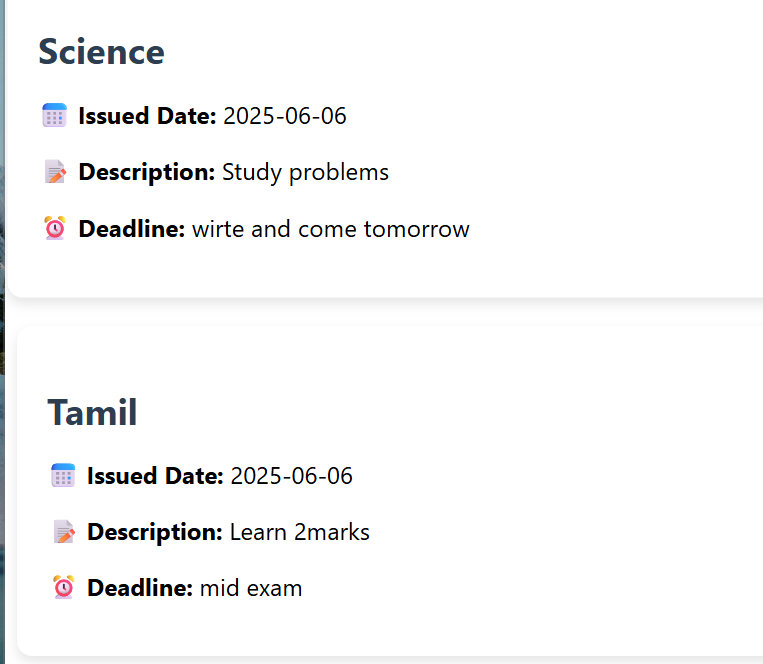 Science
Issued Date: 2025-06-06
Description: Study problems
Deadline: wirte and come tomorrow
Tamil
Issued Date: 2025-06-06
Description: Learn 2marks
Deadline: mid exam